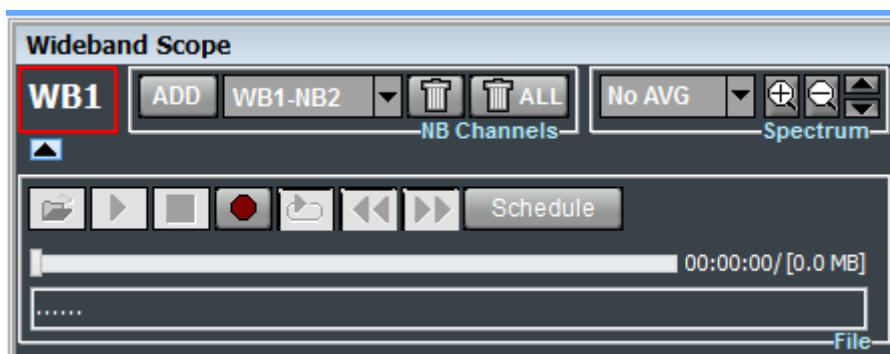 Wideband Scope
WB1 ADD WB1-NB2 ALL No AVG
NB Channels Spectrum
Schedule
00:00:00/ [0.0 MB]
......
File